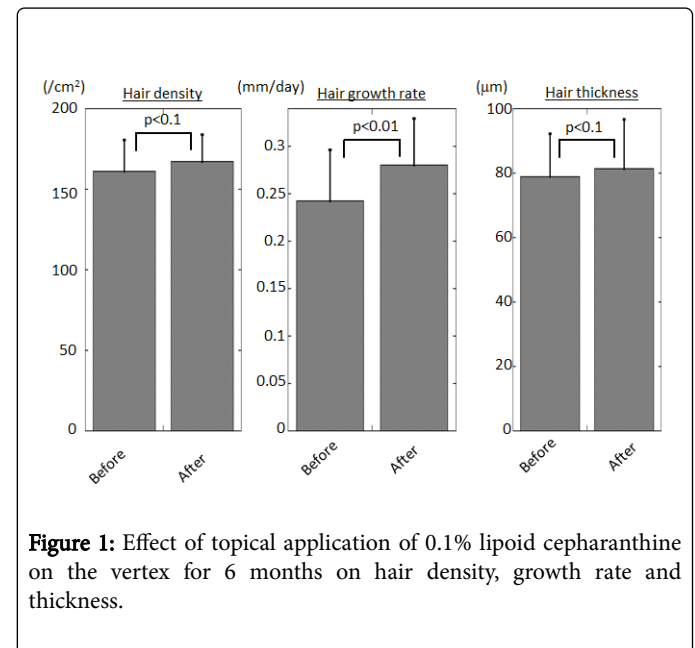 (/cm²) Hair density
p<0.1
200
150
100
50
0
Before After
(mm/day) Hair growth rate
p<0.01
0.3
0.25
0.2
0.15
0.1
0.05
0
Before After
(μm) Hair thickness
p<0.1
100
80
60
40
20
0
Before After
Figure 1: Effect of topical application of 0.1% lipoid cepharanthine
on the vertex for 6 months on hair density, growth rate and
thickness.